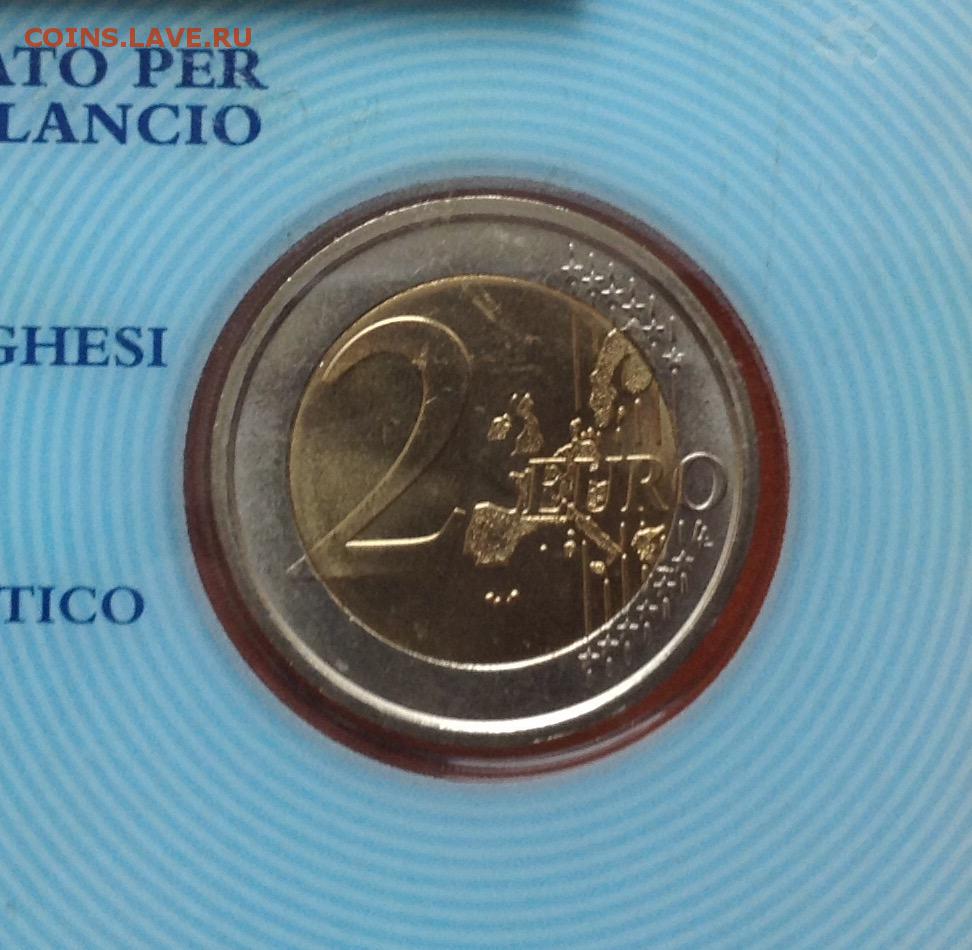 COINS.LAVE.RU
ATO PER
LANCIO
GHESI
2 EURO
TICO